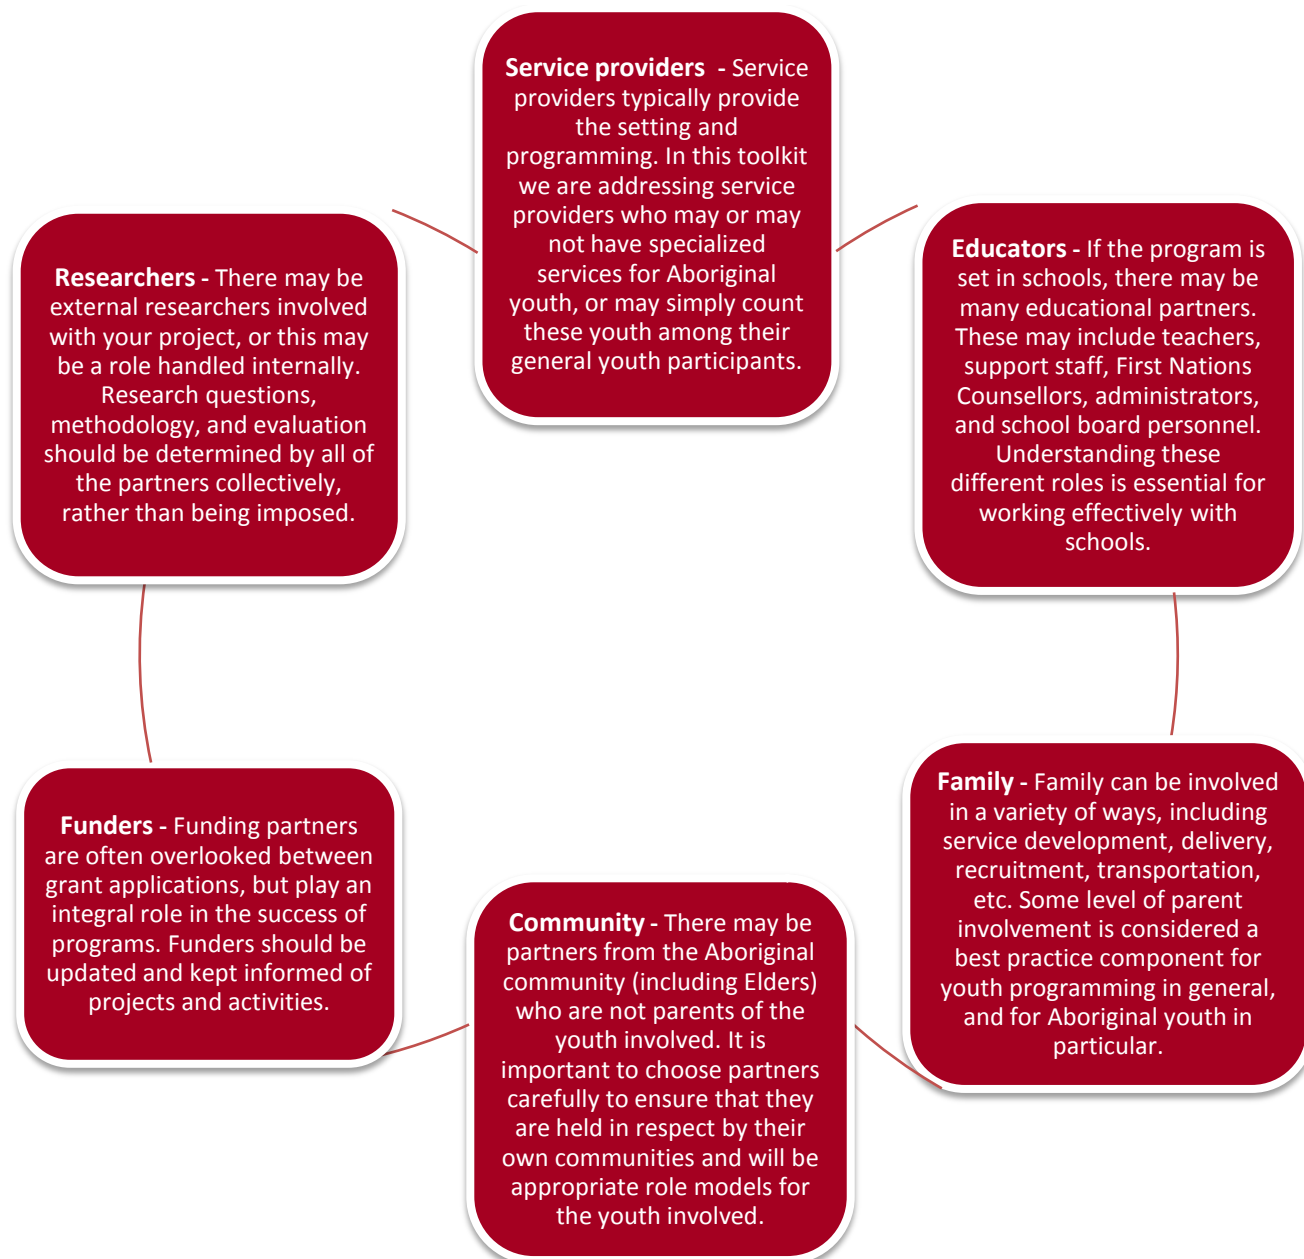 Service providers  - Service
providers typically provide
the setting and
programming. In this toolkit
we are addressing service
providers who may or may
not have specialized
services for Aboriginal
youth, or may simply count
these youth among their
general youth participants.
Educators - If the program is
set in schools, there may be
many educational partners.
These may include teachers,
support staff, First Nations
Counsellors, administrators,
and school board personnel.
Understanding these
different roles is essential for
working effectively with
schools.
Family - Family can be involved
in a variety of ways, including
service development, delivery,
recruitment, transportation,
etc. Some level of parent
involvement is considered a
best practice component for
youth programming in general,
and for Aboriginal youth in
particular.
Community - There may be
partners from the Aboriginal
community (including Elders)
who are not parents of the
youth involved. It is
important to choose partners
carefully to ensure that they
are held in respect by their
own communities and will be
appropriate role models for
the youth involved.
Funders - Funding partners
are often overlooked between
grant applications, but play an
integral role in the success of
programs. Funders should be
updated and kept informed of
projects and activities.
Researchers - There may be
external researchers involved
with your project, or this may
be a role handled internally.
Research questions,
methodology, and evaluation
should be determined by all of
the partners collectively,
rather than being imposed.